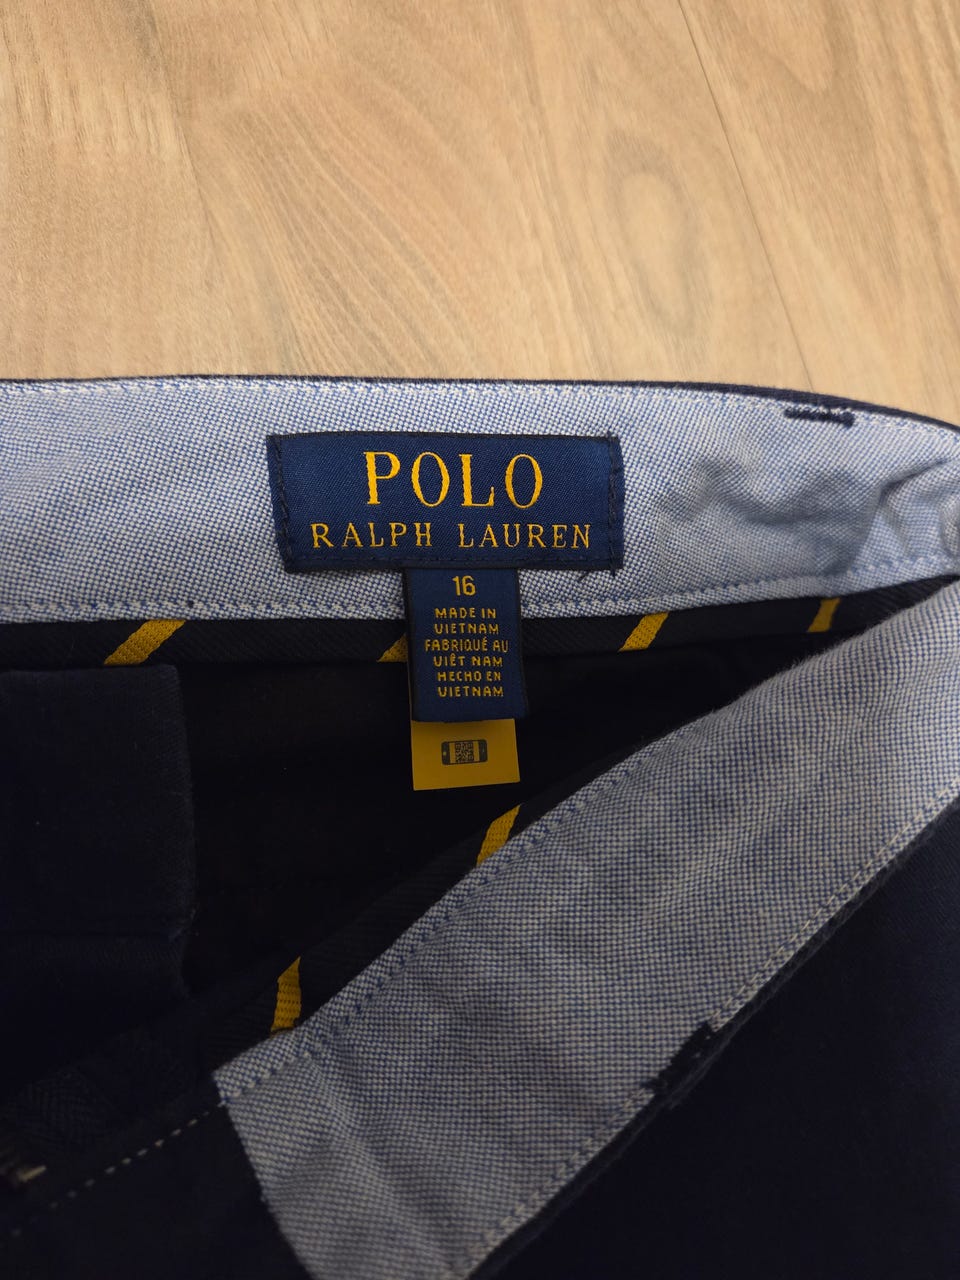 POLO
RALPH LAUREN
16
MADE IN
VIETNAM
FABRIQUÉ AU
VIÊT NAM
HECHO EN
VIETNAM